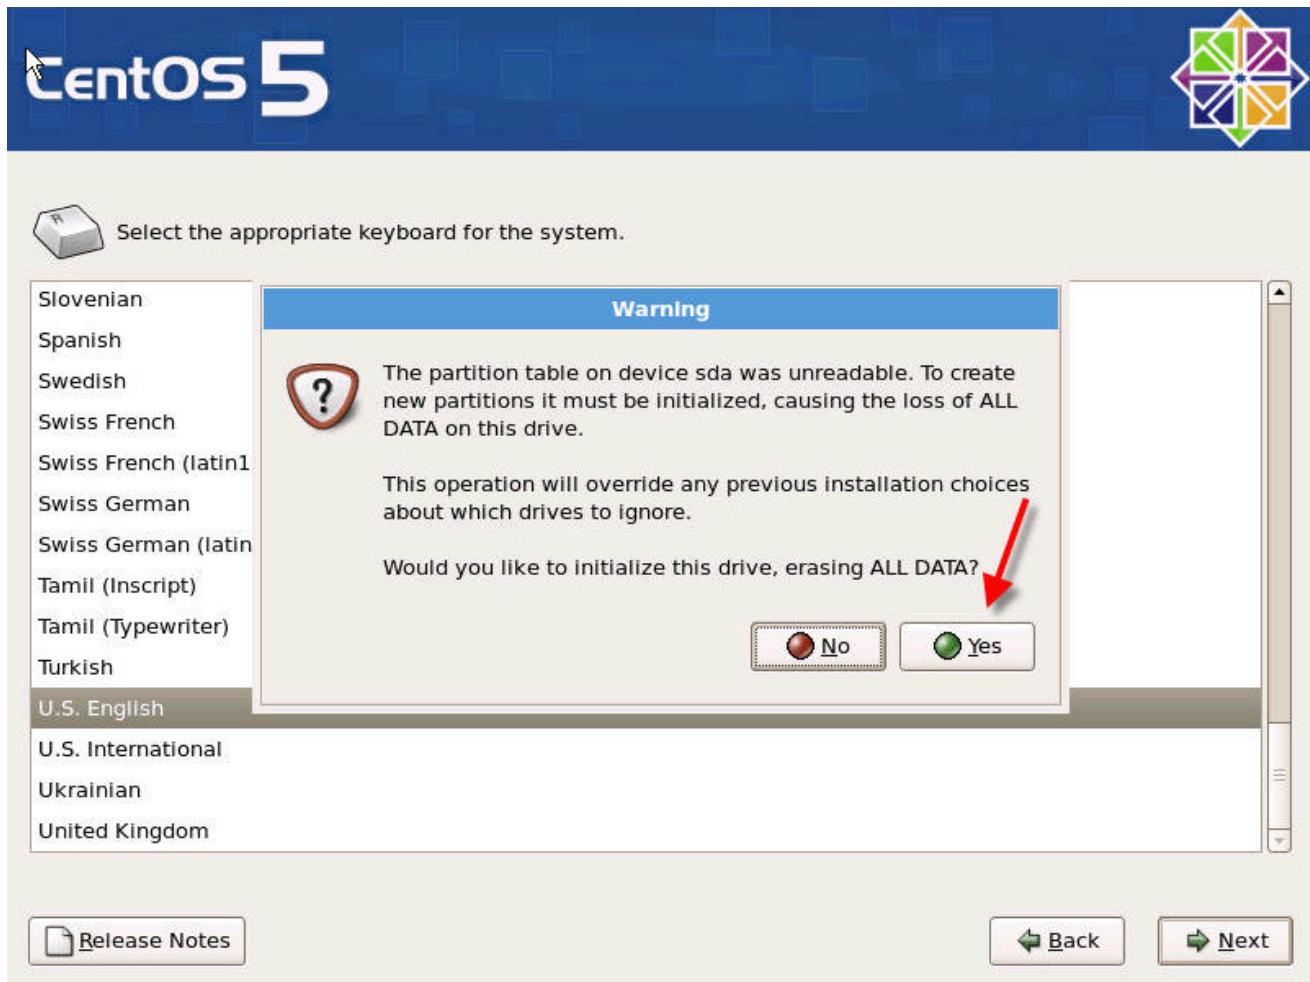 CentOS 5
Select the appropriate keyboard for the system.
Slovenian
Spanish
Swedish
Swiss French
Swiss French (latin1
Swiss German
Swiss German (latin
Tamil (Inscript)
Tamil (Typewriter)
Turkish
U.S. English
U.S. International
Ukrainian
United Kingdom
Warning
?
The partition table on device sda was unreadable. To create
new partitions it must be initialized, causing the loss of ALL
DATA on this drive.
This operation will override any previous installation choices
about which drives to ignore.
Would you like to initialize this drive, erasing ALL DATA?
No
Yes
Release Notes
Back
Next